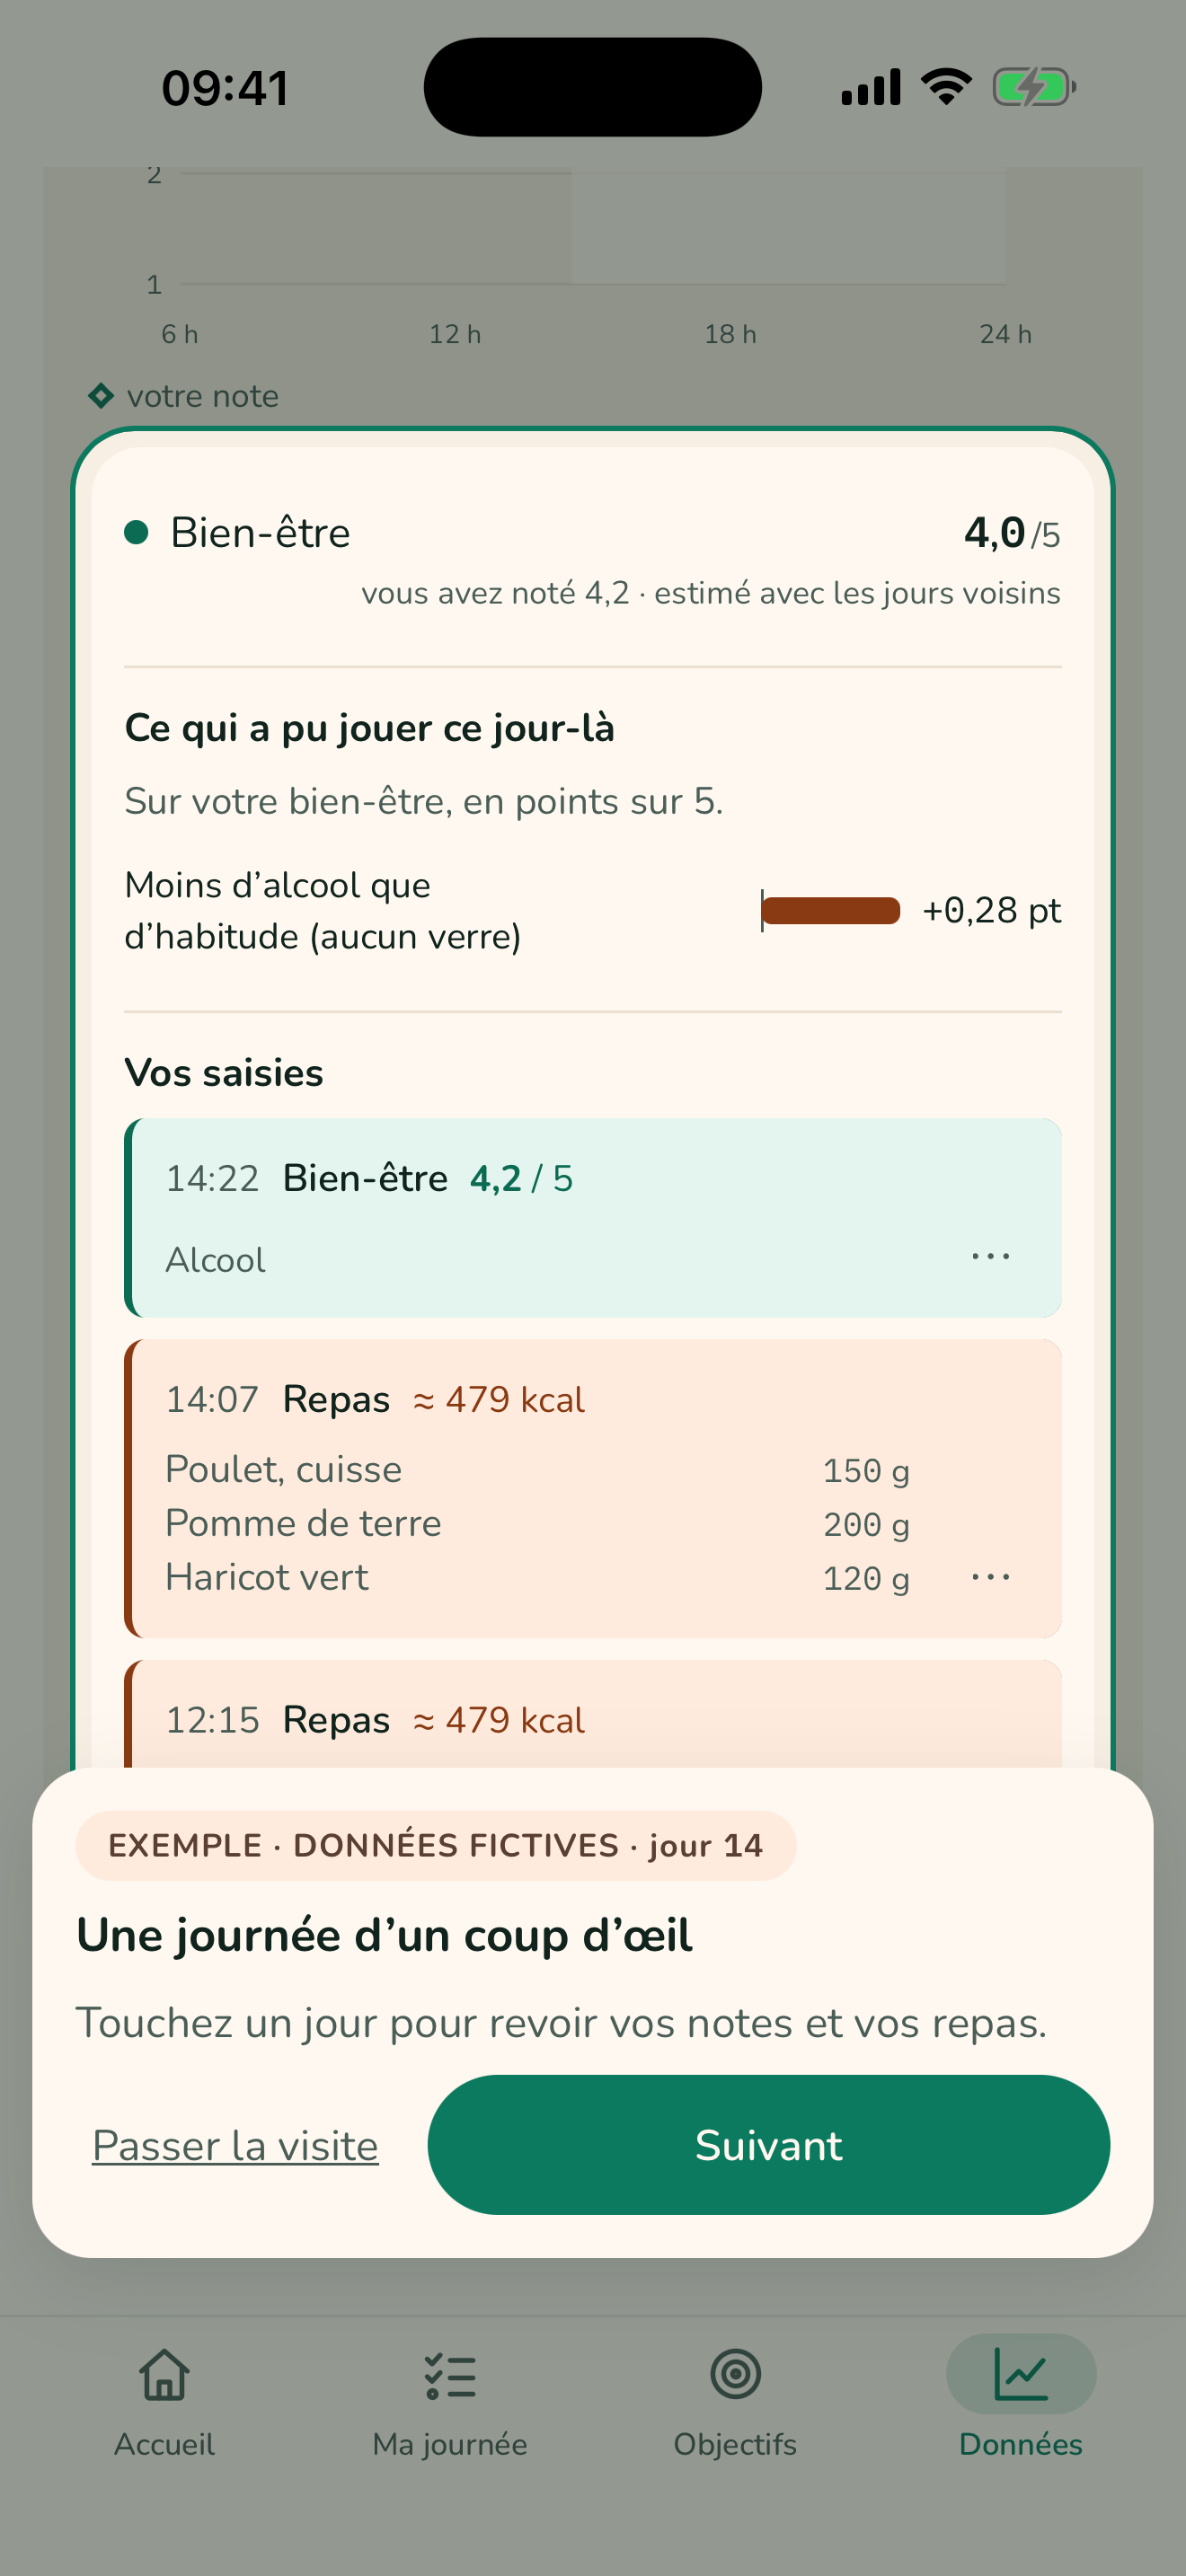 09:41
2
1
6 h 12 h 18 h 24 h
votre note
Bien-être 4,0/5
vous avez noté 4,2 · estimé avec les jours voisins
Ce qui a pu jouer ce jour-là
Sur votre bien-être, en points sur 5.
Moins d’alcool que
d’habitude (aucun verre) +0,28 pt
Vos saisies
14:22 Bien-être 4,2 / 5
Alcool
14:07 Repas ≈ 479 kcal
Poulet, cuisse 150 g
Pomme de terre 200 g
Haricot vert 120 g
12:15 Repas ≈ 479 kcal
EXEMPLE · DONNÉES FICTIVES · jour 14
Une journée d’un coup d’œil
Touchez un jour pour revoir vos notes et vos repas.
Passer la visite Suivant
Accueil Ma journée Objectifs Données